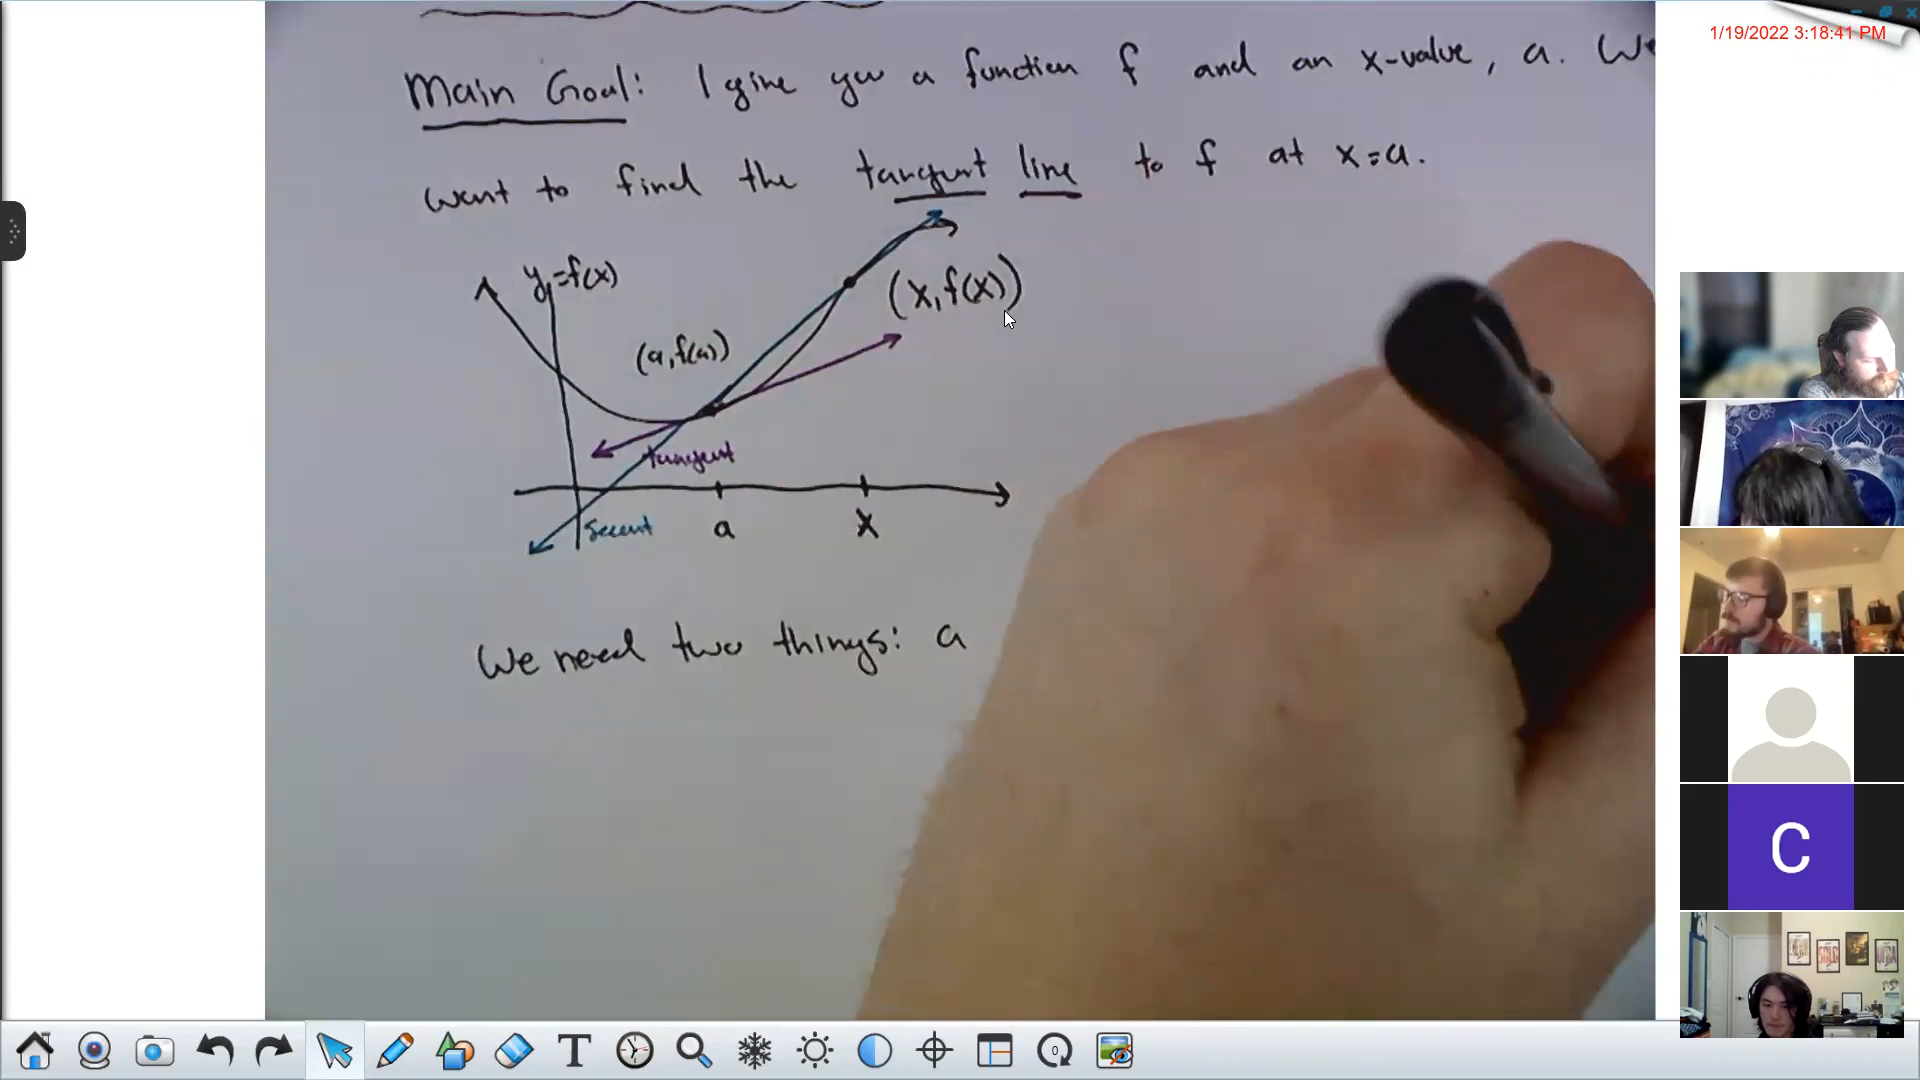 1/19/2022 3:18:41 PM
Main Goal: I give you a function f and an x-value, a. We
want to find the tangent line to f at x=a.
y=f(x)
(x,f(x))
(a,f(a))
tangent
secant
a
x
We need two things: a
C
T
0